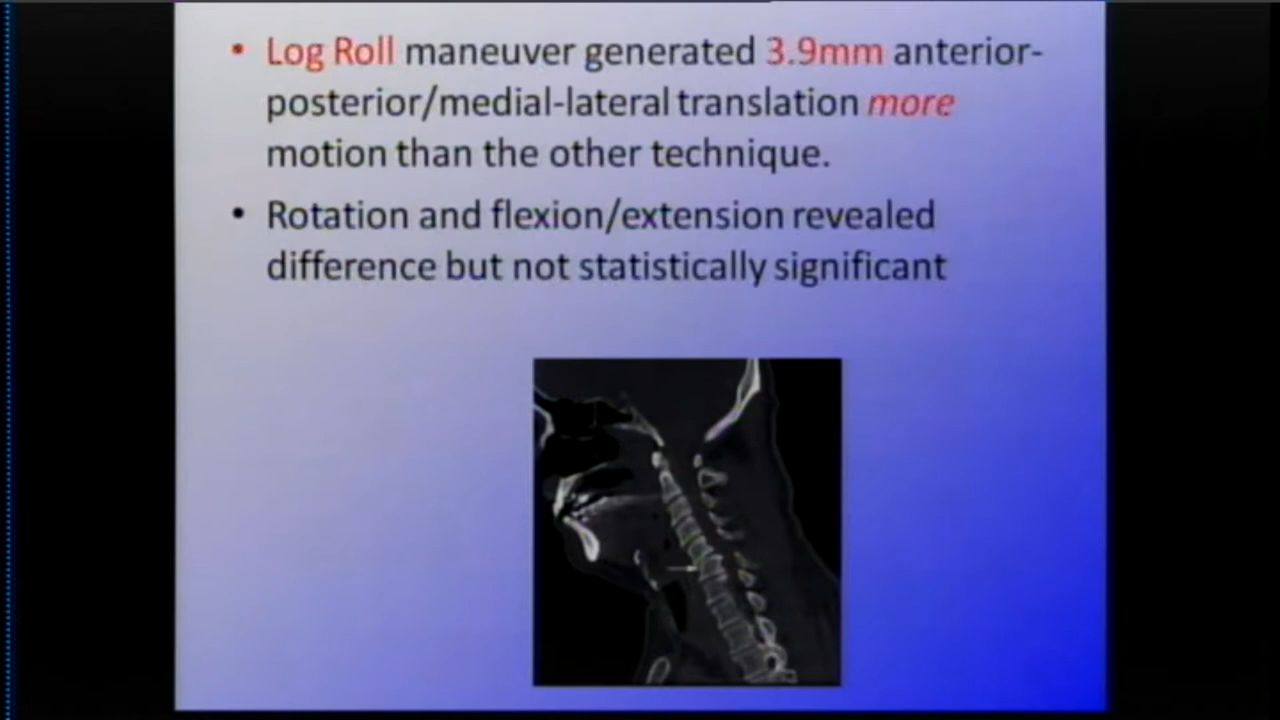 • Log Roll maneuver generated 3.9mm anterior-
posterior/medial-lateral translation more
motion than the other technique.
• Rotation and flexion/extension revealed
difference but not statistically significant